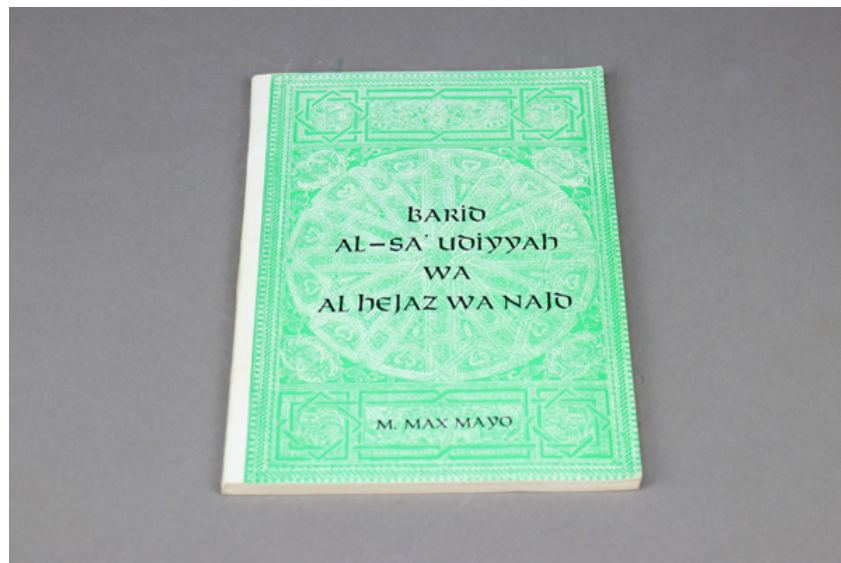 BARID
AL-SA' UDIYYAH
WA
AL HEJAZ WA NAJD
M. MAX MAYO